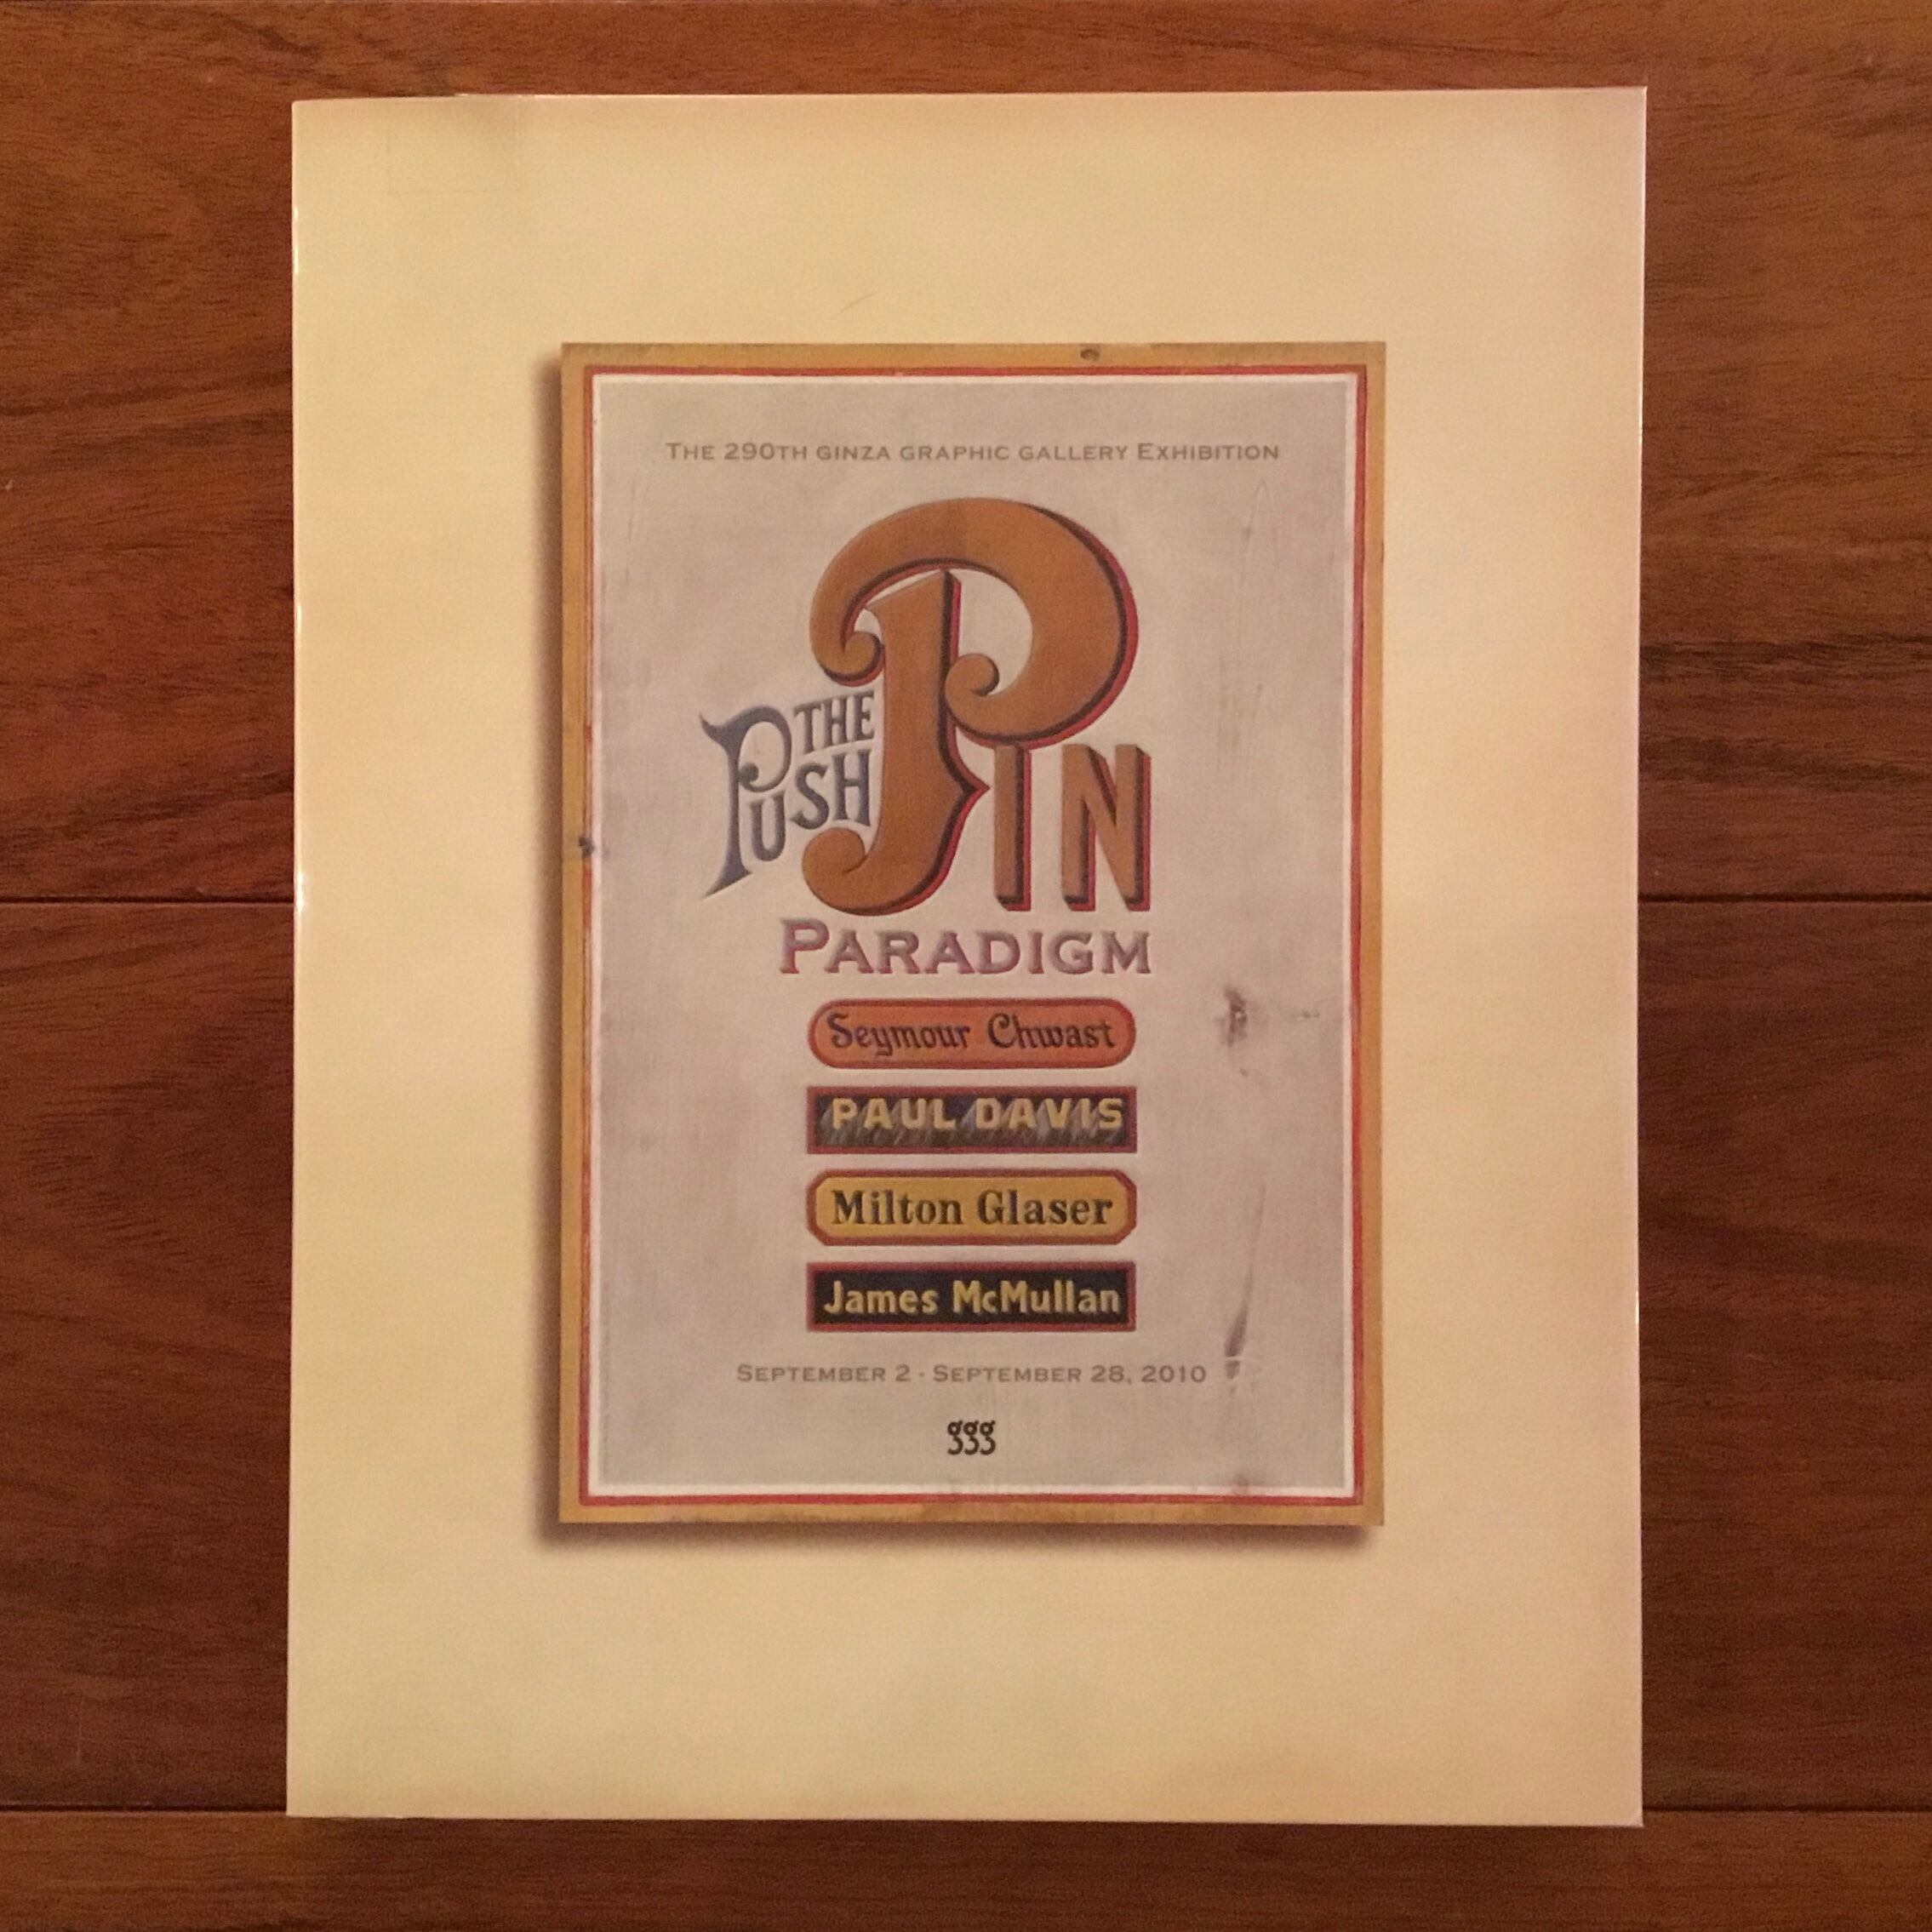 The 290th ginza graphic gallery Exhibition
THE
PUSH
PIN
PARADIGM
Seymour Chwast
PAUL DAVIS
Milton Glaser
James McMullan
September 2 - September 28, 2010
ggg